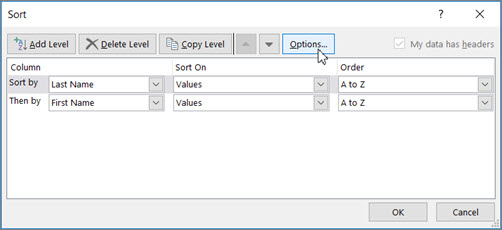 Sort
? X
Add Level Delete Level Copy Level Options... My data has headers
Column Sort On Order
Sort by Last Name Values A to Z
Then by First Name Values A to Z
OK Cancel